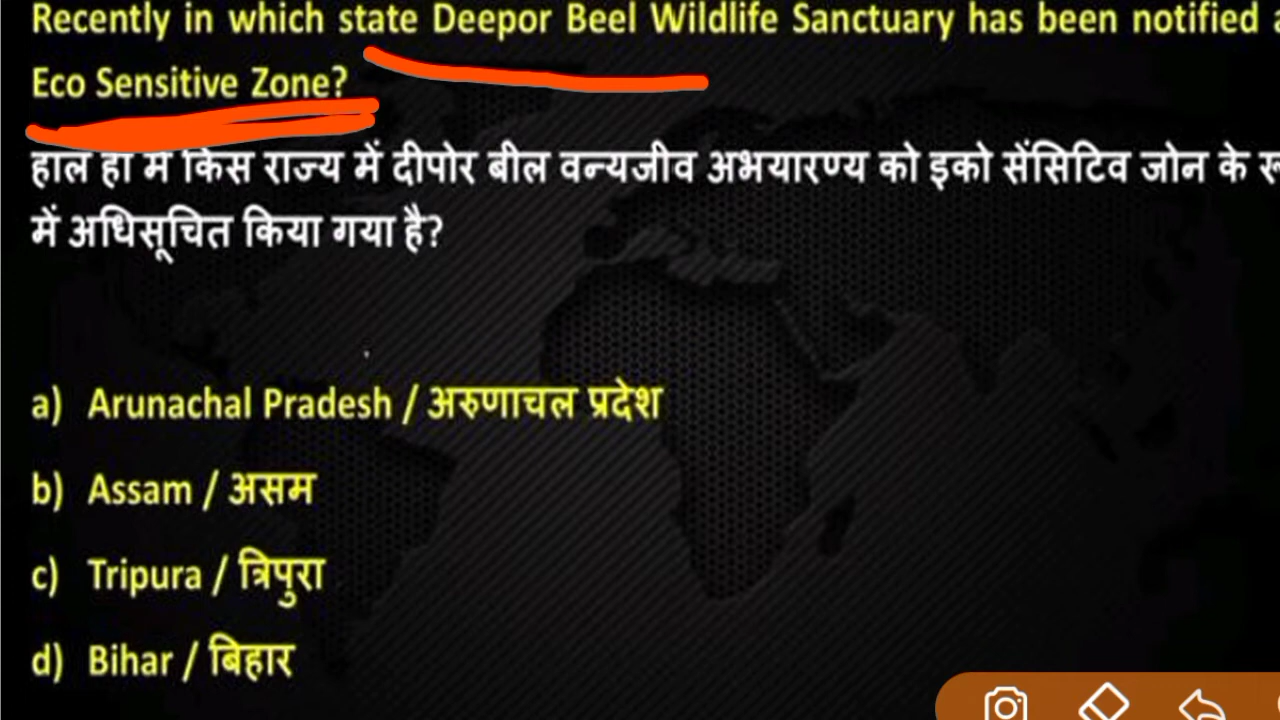 Recently in which state Deepor Beel Wildlife Sanctuary has been notified
Eco Sensitive Zone?
हाल ही में किस राज्य में दीपोर बील वन्यजीव अभयारण्य को इको सेंसिटिव जोन के
में अधिसूचित किया गया है?
a) Arunachal Pradesh / अरुणाचल प्रदेश
b) Assam / असम
c) Tripura / त्रिपुरा
d) Bihar / बिहार